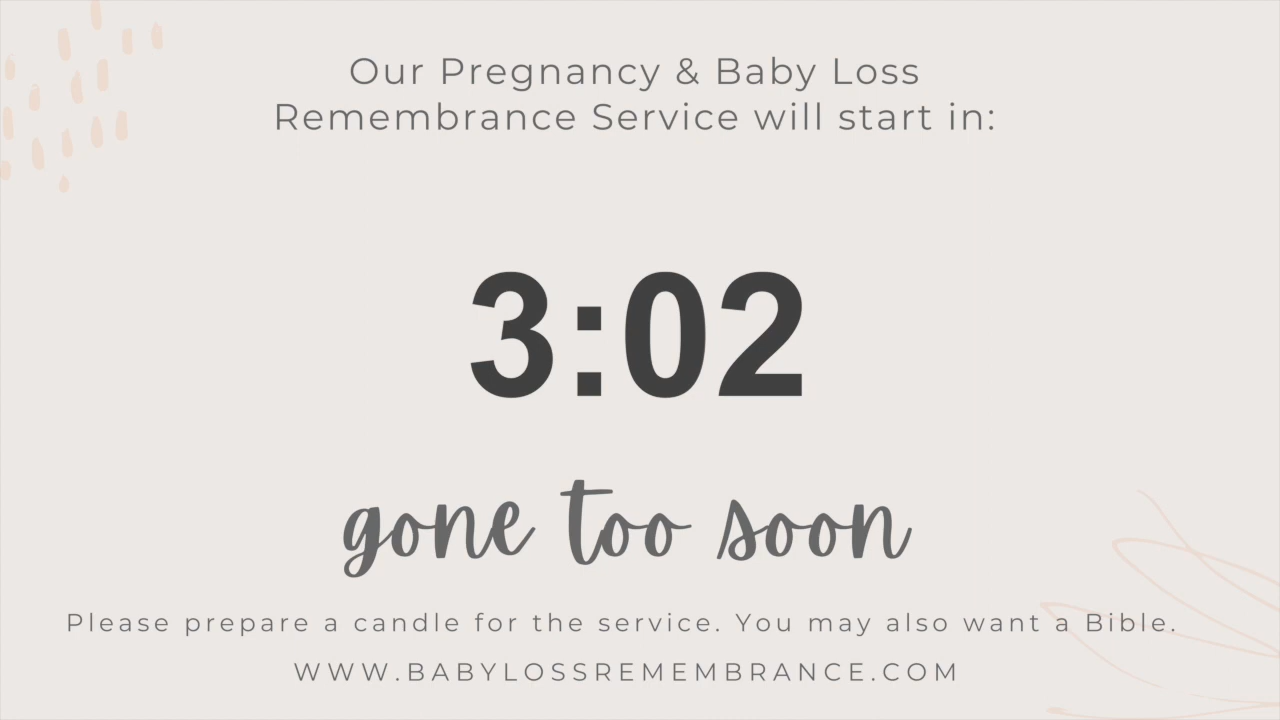 Our Pregnancy & Baby Loss
Remembrance Service will start in:
3:02
gone too soon
Please prepare a candle for the service. You may also want a Bible.
WWW.BABYLOSSREMEMBRANCE.COM